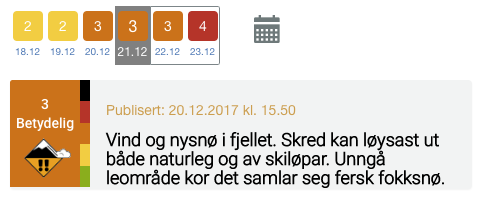 2 2 3 3 3 4
18.12 19.12 20.12 21.12 22.12 23.12
3
Betydelig
Publisert: 20.12.2017 kl. 15.50
Vind og nysnø i fjellet. Skred kan løysast ut
både naturleg og av skiløpar. Unngå
leområde kor det samlar seg fersk fokksnø.
!!